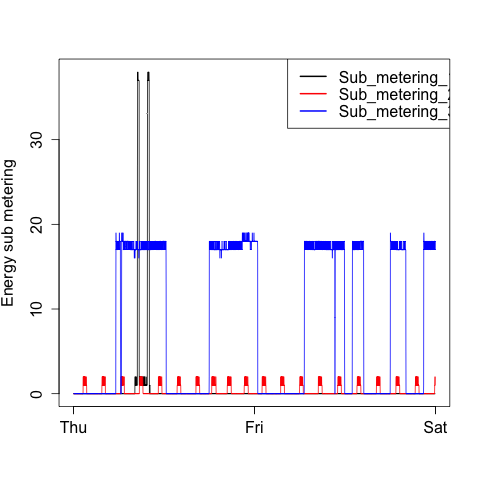 Sub_metering_
Sub_metering_2
Sub_metering_3
Energy sub metering
30
20
10
0
Thu Fri Sat